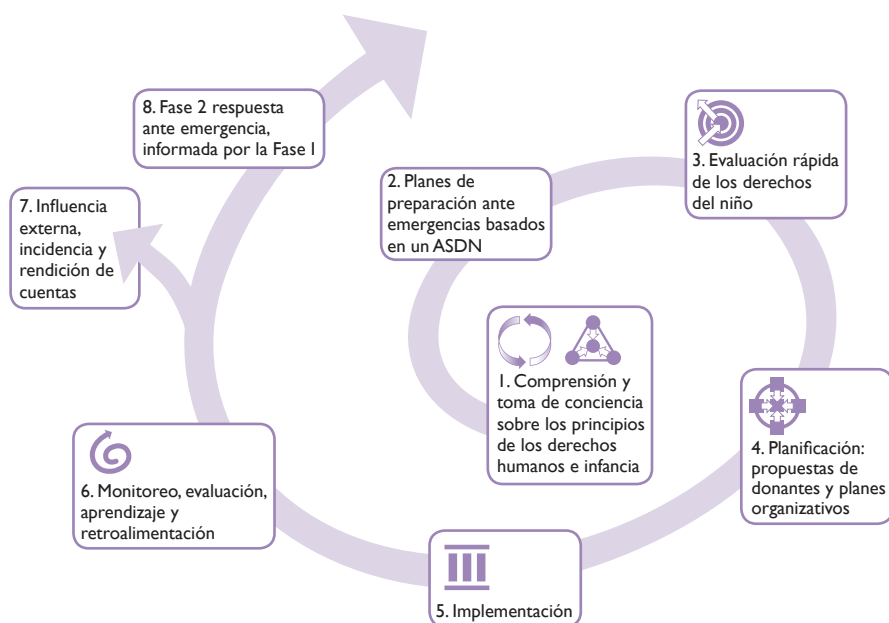 1. Comprensión y
toma de conciencia
sobre los principios
de los derechos
humanos e infancia
2. Planes de
preparación ante
emergencias basados
en un ASDN
3. Evaluación rápida
de los derechos
del niño
4. Planificación:
propuestas de
donantes y planes
organizativos
5. Implementación
6. Monitoreo, evaluación,
aprendizaje y
retroalimentación
7. Influencia
externa,
incidencia y
rendición de
cuentas
8. Fase 2 respuesta
ante emergencia,
informada por la Fase I